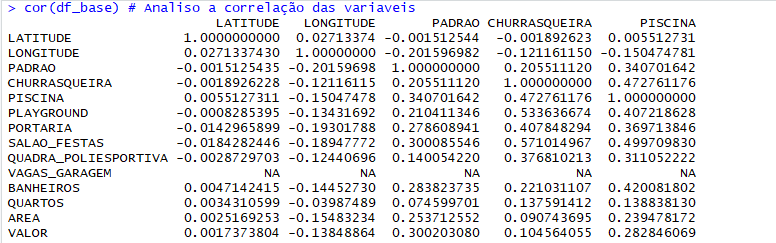 > cor(df_base) # Analiso a correlação das variaveis
LATITUDE LONGITUDE PADRAO CHURRASQUEIRA PISCINA
LATITUDE 1.0000000000 0.02713374 -0.001512544 -0.001892623 0.005512731
LONGITUDE 0.0271337430 1.00000000 -0.201596982 -0.121161150 -0.150474781
PADRAO -0.0015125435 -0.20159698 1.000000000 0.205511120 0.340701642
CHURRASQUEIRA -0.0018926228 -0.12116115 0.205511120 1.000000000 0.472761176
PISCINA 0.0055127311 -0.15047478 0.340701642 0.472761176 1.000000000
PLAYGROUND -0.0008285395 -0.13431692 0.210411346 0.533636674 0.407218628
PORTARIA -0.0142965899 -0.19301788 0.278608941 0.407848294 0.369713846
SALAO_FESTAS -0.0184282446 -0.18947772 0.300085546 0.571014967 0.499709830
QUADRA_POLIESPORTIVA -0.0028729703 -0.12440696 0.140054220 0.376810213 0.311052222
VAGAS_GARAGEM NA NA NA NA NA
BANHEIROS 0.0047142415 -0.14452730 0.283823735 0.221031107 0.420081802
QUARTOS 0.0034310599 -0.03987489 0.074599701 0.137591412 0.138838130
AREA 0.0025169253 -0.15483234 0.253712552 0.090743695 0.239478172
VALOR 0.0017373804 -0.13848864 0.300203080 0.104564055 0.282846069